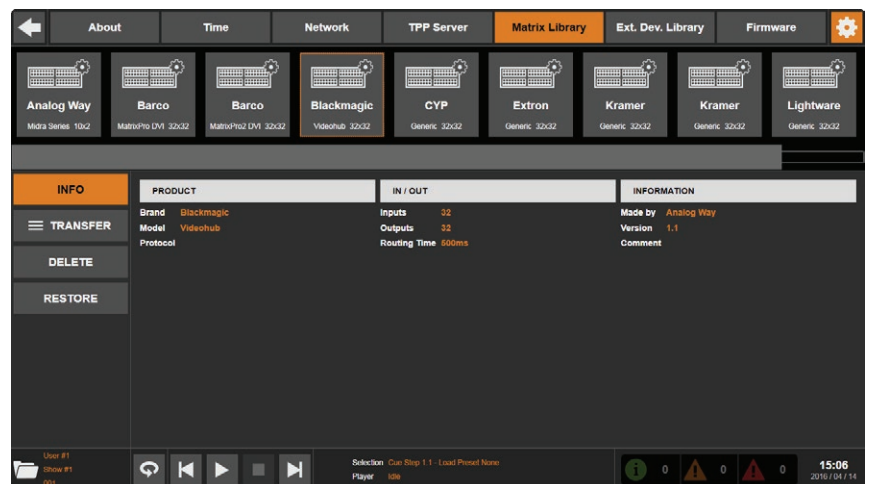 About Time Network TPP Server Matrix Library Ext. Dev. Library Firmware
Analog Way Barco Barco Blackmagic CYP Extron Kramer Kramer Lightware
Midra Series 10x2 MatrixPro DVI 32x32 MatrixPro2 DVI 32x32 Videohub 32x32 Generic 32x32 Generic 32x32 Generic 32x32 Generic 32x32 Generic 32x32
INFO
TRANSFER
DELETE
RESTORE
PRODUCT
Brand Blackmagic
Model Videohub
Protocol
IN / OUT
Inputs 32
Outputs 32
Routing Time 500ms
INFORMATION
Made by Analog Way
Version 1.1
Comment
User #1
Show #1
001
Selection Cue Step 1.1 - Load Preset None
Player Idle
0 0 0
15:06
2016 / 04 / 14